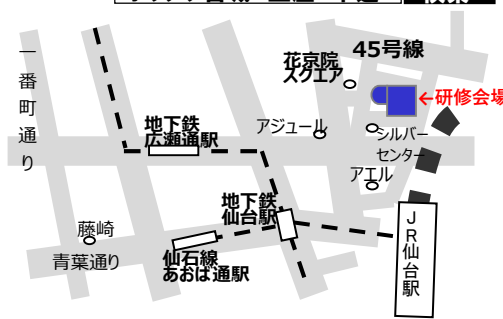 45号線
花京院
スクエア
←研修会場
一番町通り
地下鉄
広瀬通駅
アジュール
シルバー
センター
アエル
地下鉄
仙台駅
藤崎
青葉通り
仙石線
あおば通駅
JR仙台駅